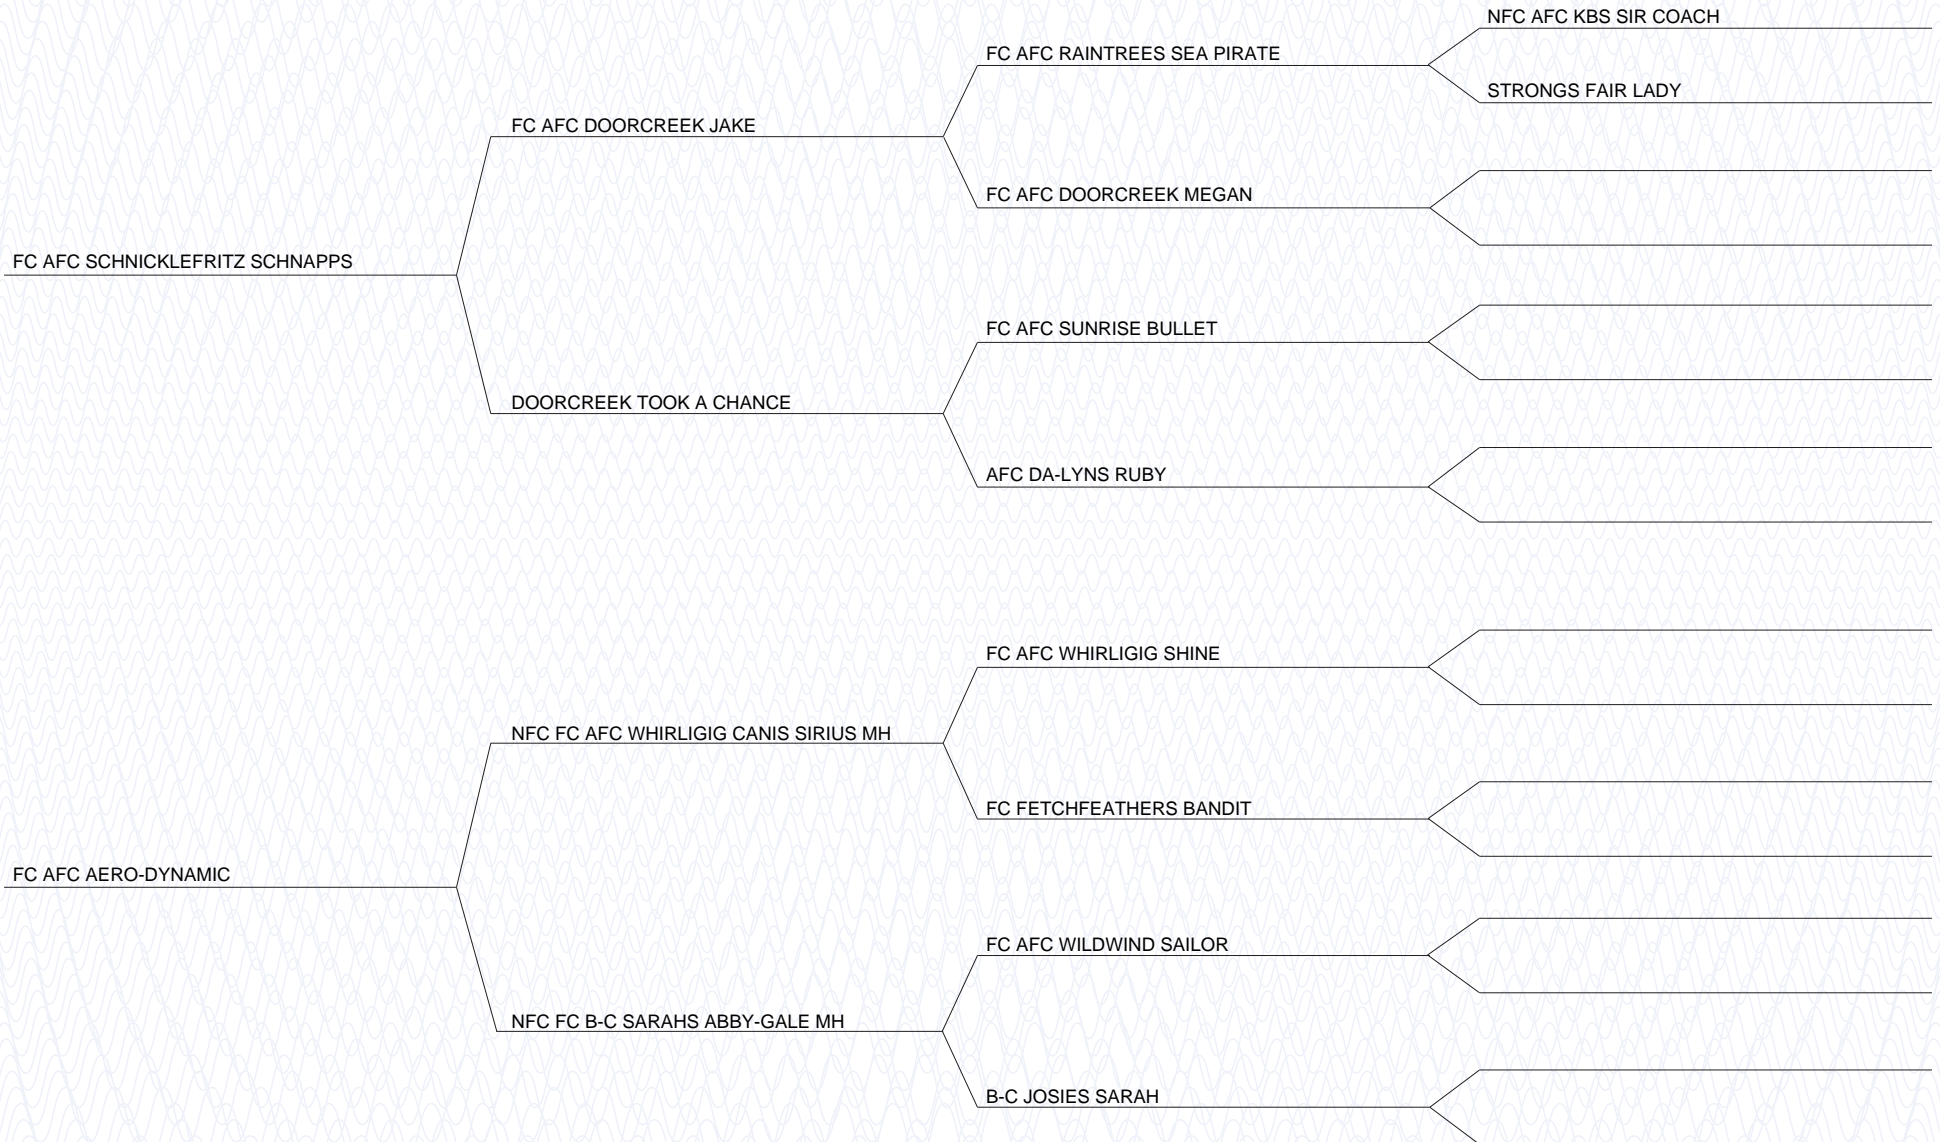 NFC AFC KBS SIR COACH
FC AFC RAINTREES SEA PIRATE
STRONGS FAIR LADY
FC AFC DOORCREEK JAKE
FC AFC DOORCREEK MEGAN
FC AFC SCHNICKLEFRITZ SCHNAPPS
FC AFC SUNRISE BULLET
DOORCREEK TOOK A CHANCE
AFC DA-LYNS RUBY
FC AFC WHIRLIGIG SHINE
NFC FC AFC WHIRLIGIG CANIS SIRIUS MH
FC FETCHFEATHERS BANDIT
FC AFC AERO-DYNAMIC
FC AFC WILDWIND SAILOR
NFC FC B-C SARAHS ABBY-GALE MH
B-C JOSIES SARAH